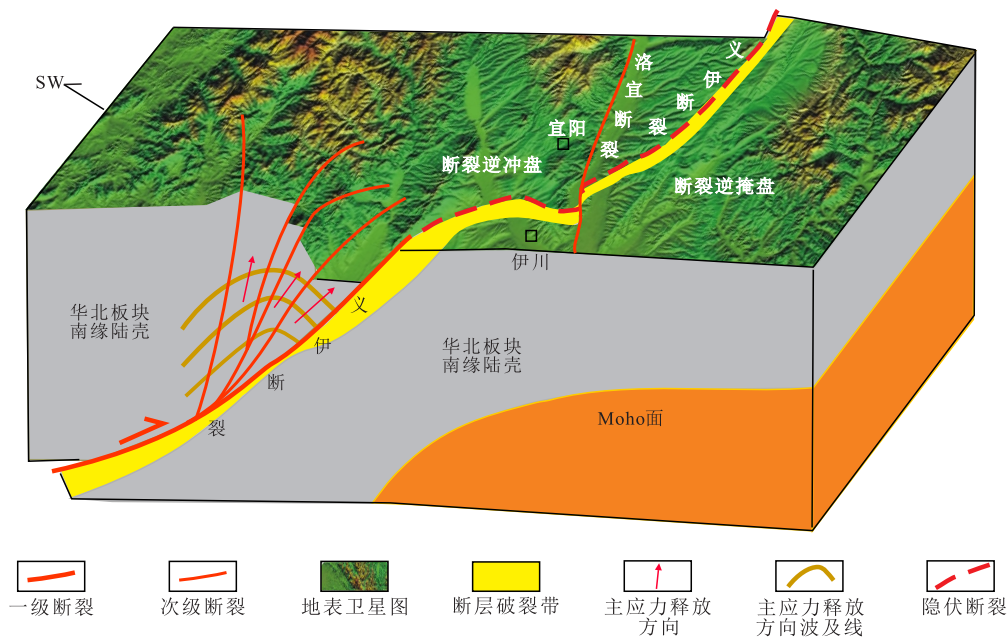 SW
洛宜断裂
义伊断裂
宜阳
断裂逆冲盘
断裂逆掩盘
伊川
华北板块
南缘陆壳
义伊断裂
华北板块
南缘陆壳
Moho面
一级断裂
次级断裂
地表卫星图
断层破裂带
主应力释放
方向
主应力释放
方向波及线
隐伏断裂